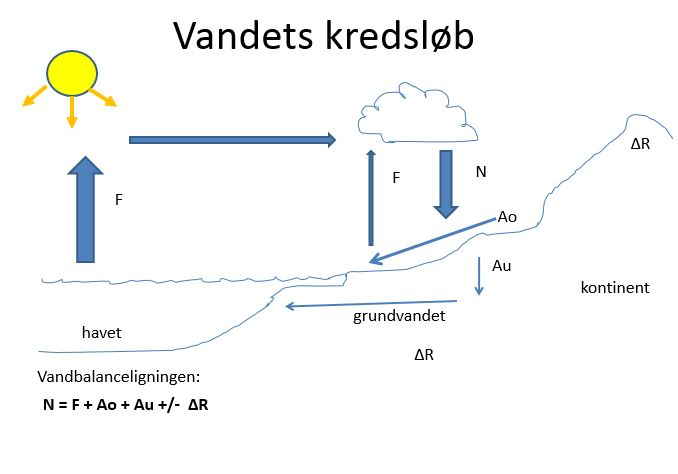 Vandets kredsløb
ΔR
F
N
F
Ao
Au
kontinent
grundvandet
havet
ΔR
Vandbalanceligningen:
N = F + Ao + Au +/- ΔR